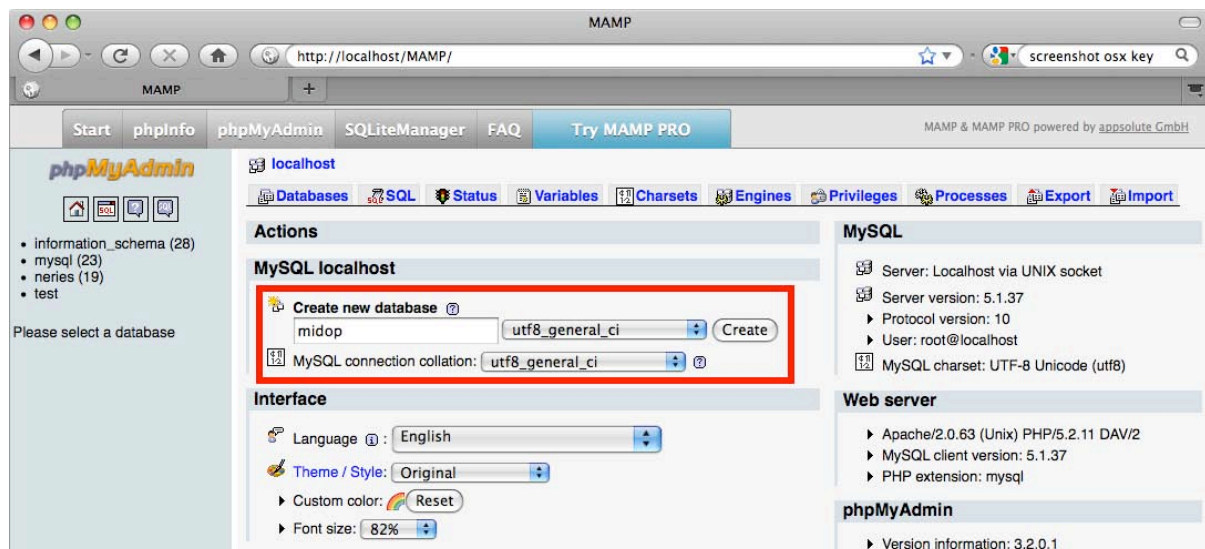 MAMP
http://localhost/MAMP/
screenshot osx key
MAMP
Start phpInfo phpMyAdmin SQLiteManager FAQ Try MAMP PRO
MAMP & MAMP PRO powered by appsolute GmbH
phpMyAdmin
SQL
information_schema (28)
mysql (23)
neries (19)
test
Please select a database
localhost
Databases SQL Status Variables Charsets Engines Privileges Processes Export Import
Actions
MySQL localhost
Create new database
midop utf8_general_ci Create
MySQL connection collation: utf8_general_ci
Interface
Language : English
Theme / Style: Original
Custom color: Reset
Font size: 82%
MySQL
Server: Localhost via UNIX socket
Server version: 5.1.37
Protocol version: 10
User: root@localhost
MySQL charset: UTF-8 Unicode (utf8)
Web server
Apache/2.0.63 (Unix) PHP/5.2.11 DAV/2
MySQL client version: 5.1.37
PHP extension: mysql
phpMyAdmin
Version information: 3.2.0.1